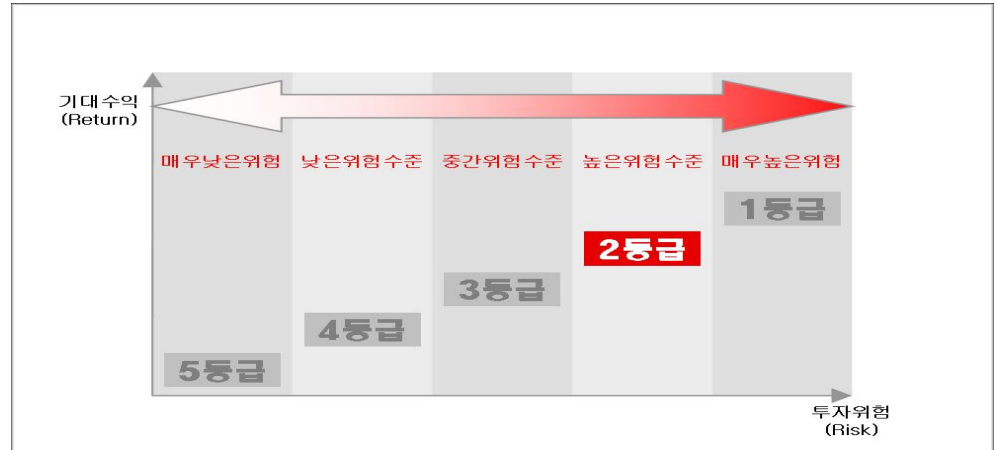 기대수익
(Return)
매우낮은위험 낮은위험수준 중간위험수준 높은위험수준 매우높은위험
1등급
2등급
3등급
4등급
5등급
투자위험
(Risk)